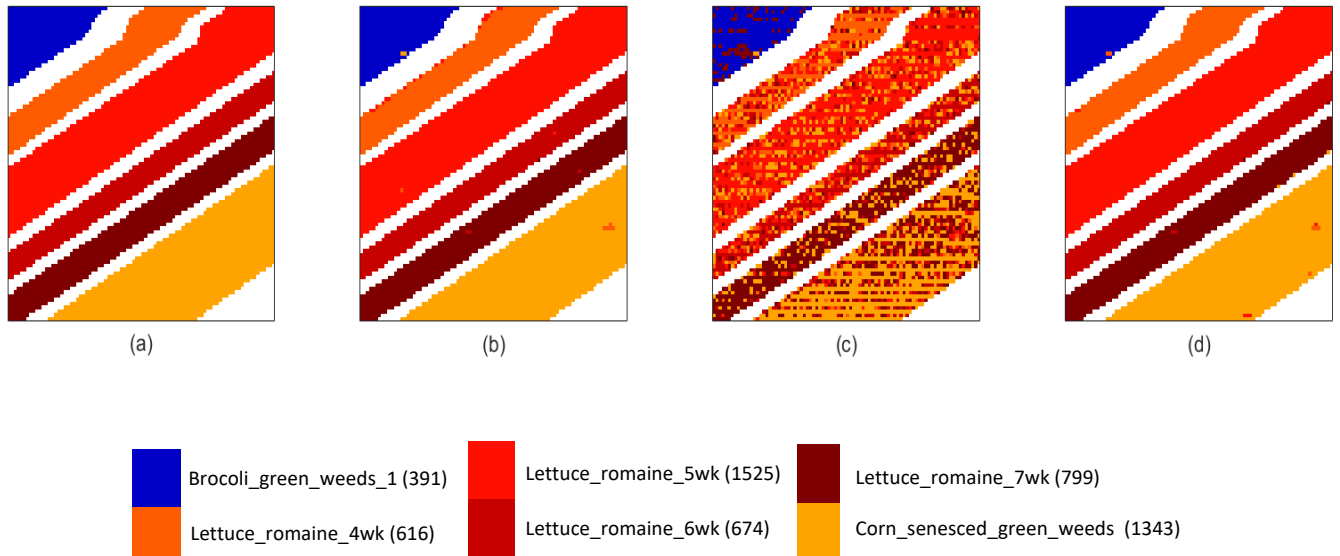 (a)
(b)
(c)
(d)
Brocoli_green_weeds_1 (391)
Lettuce_romaine_5wk (1525)
Lettuce_romaine_7wk (799)
Lettuce_romaine_4wk (616)
Lettuce_romaine_6wk (674)
Corn_senesced_green_weeds (1343)